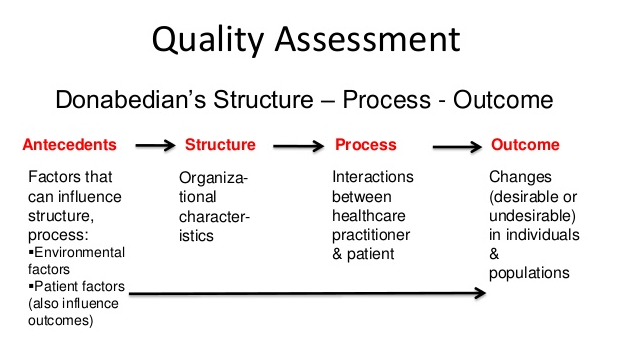 Quality Assessment
Donabedian's Structure – Process - Outcome
Antecedents
Factors that
can influence
structure,
process:
▪Environmental
factors
▪Patient factors
(also influence
outcomes)
Structure
Organiza-
tional
character-
istics
Process
Interactions
between
healthcare
practitioner
& patient
Outcome
Changes
(desirable or
undesirable)
in individuals
&
populations